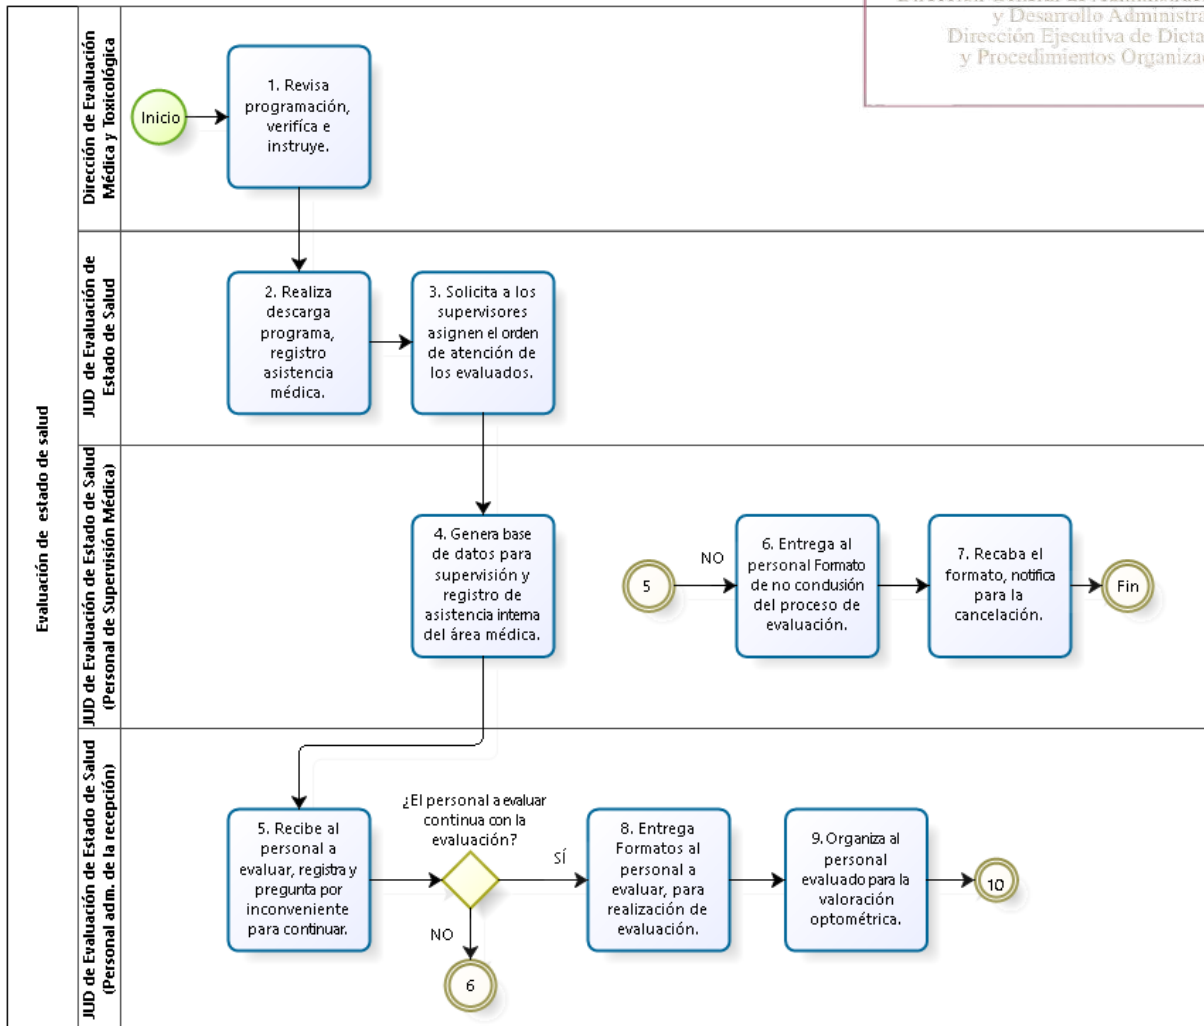 y Desarrollo Administra
Dirección Ejecutiva de Dicta
y Procedimientos Organiza
Evaluación de estado de salud
Dirección de Evaluación
Médica y Toxicológica
Inicio
1. Revisa
programación,
verifíca e
instruye.
JUD de Evaluación de
Estado de Salud
2. Realiza
descarga
programa,
registro
asistencia
médica.
3. Solicita a los
supervisores
asignen el orden
de atención de
los evaluados.
JUD de Evaluación de Estado de Salud
(Personal de Supervisión Médica)
4. Genera base
de datos para
supervisión y
registro de
asistencia interna
del área médica.
5
NO
6. Entrega al
personal Formato
de no conclusión
del proceso de
evaluación.
7. Recaba el
formato, notifica
para la
cancelación.
Fin
JUD de Evaluación de Estado de Salud
(Personal adm. de la recepción)
5. Recibe al
personal a
evaluar, registra y
pregunta por
inconveniente
para continuar.
¿El personal a evaluar
continua con la
evaluación?
SÍ
NO
6
8. Entrega
Formatos al
personal a
evaluar, para
realización de
evaluación.
9. Organiza al
personal
evaluado para la
valoración
optométrica.
10